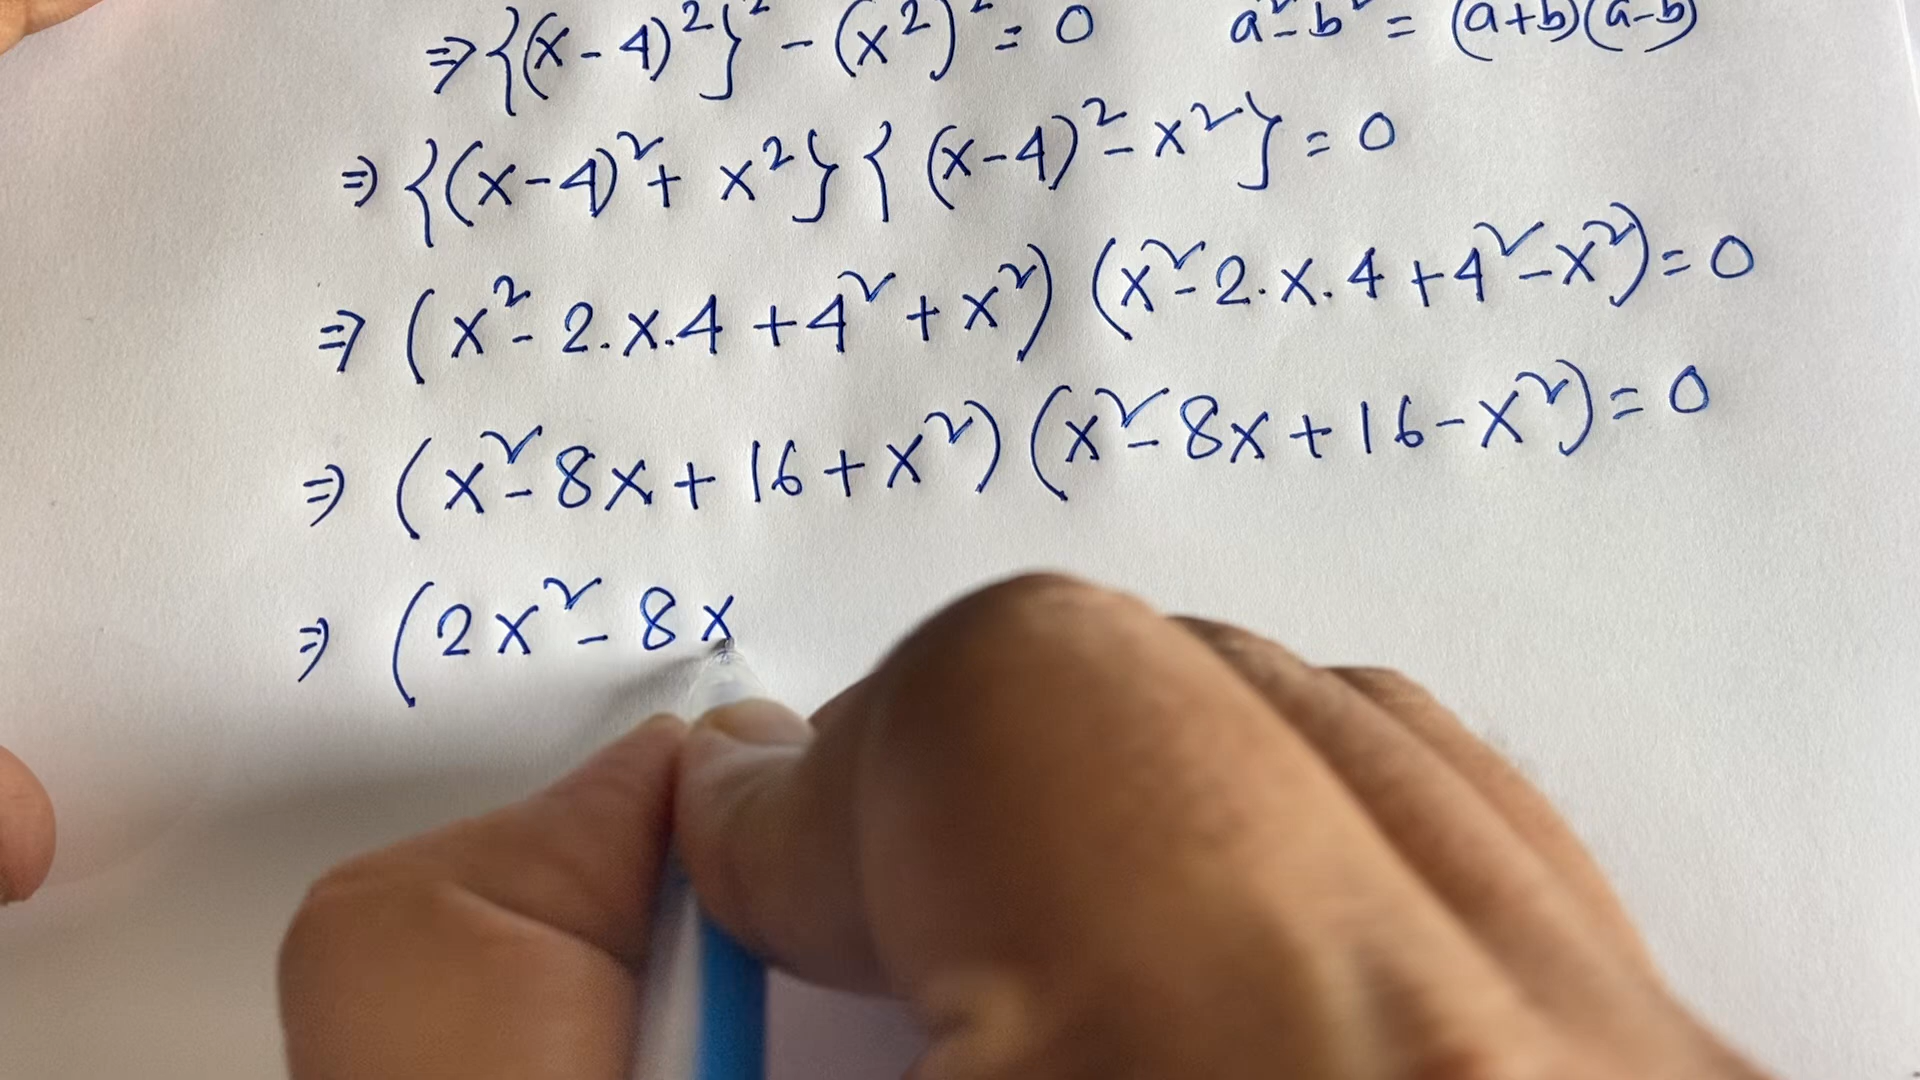 ⇒ {(x-4)²}² - (x²)² = 0 a²-b² = (a+b)(a-b)
⇒ {(x-4)² + x²} { (x-4)² - x² } = 0
⇒ (x² - 2.x.4 + 4² + x²) (x² - 2.x.4 + 4² - x²) = 0
⇒ (x² - 8x + 16 + x²) (x² - 8x + 16 - x²) = 0
⇒ (2x² - 8x